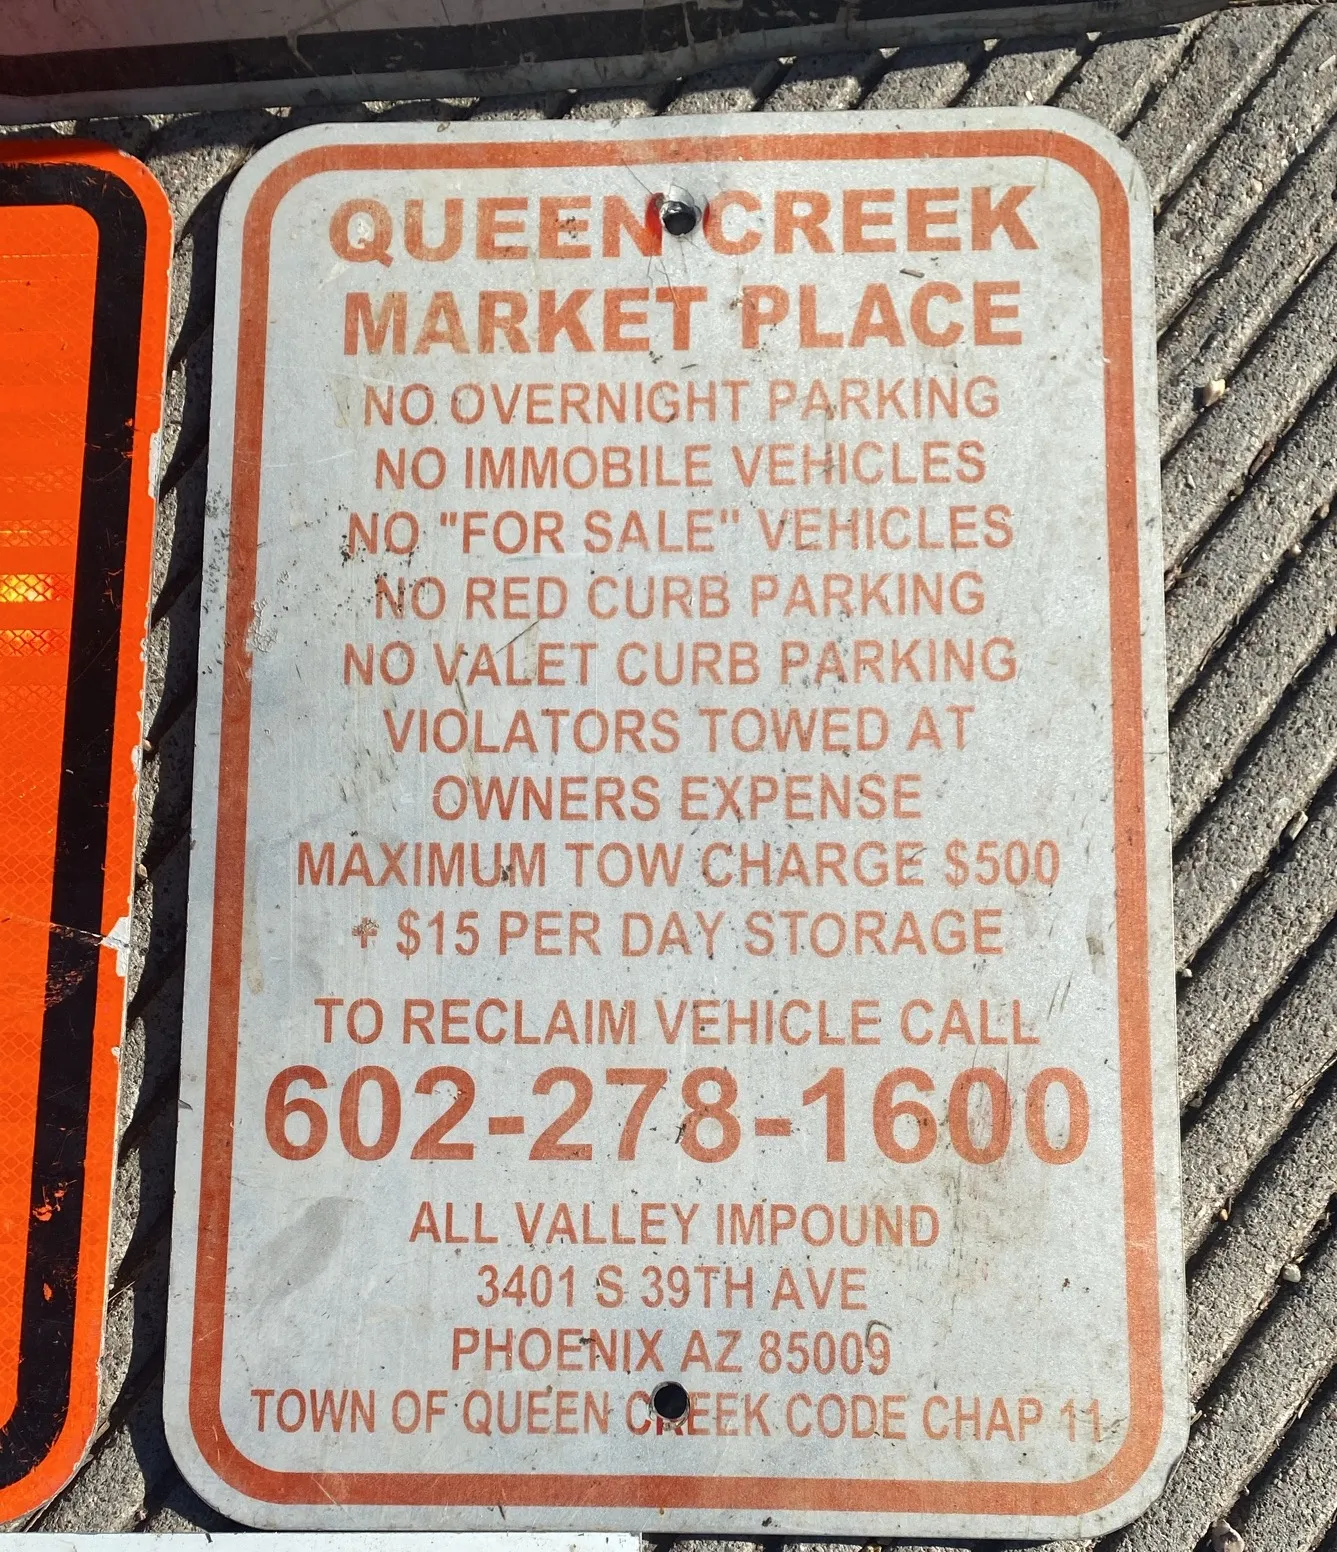 QUEEN CREEK
MARKET PLACE
NO OVERNIGHT PARKING
NO IMMOBILE VEHICLES
NO "FOR SALE" VEHICLES
NO RED CURB PARKING
NO VALET CURB PARKING
VIOLATORS TOWED AT
OWNERS EXPENSE
MAXIMUM TOW CHARGE $500
+ $15 PER DAY STORAGE
TO RECLAIM VEHICLE CALL
602-278-1600
ALL VALLEY IMPOUND
3401 S 39TH AVE
PHOENIX AZ 85009
TOWN OF QUEEN CREEK CODE CHAP 11